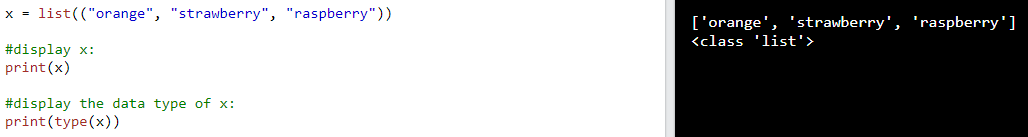 x = list(("orange", "strawberry", "raspberry"))
#display x:
print(x)
#display the data type of x:
print(type(x))
['orange', 'strawberry', 'raspberry']
<class 'list'>